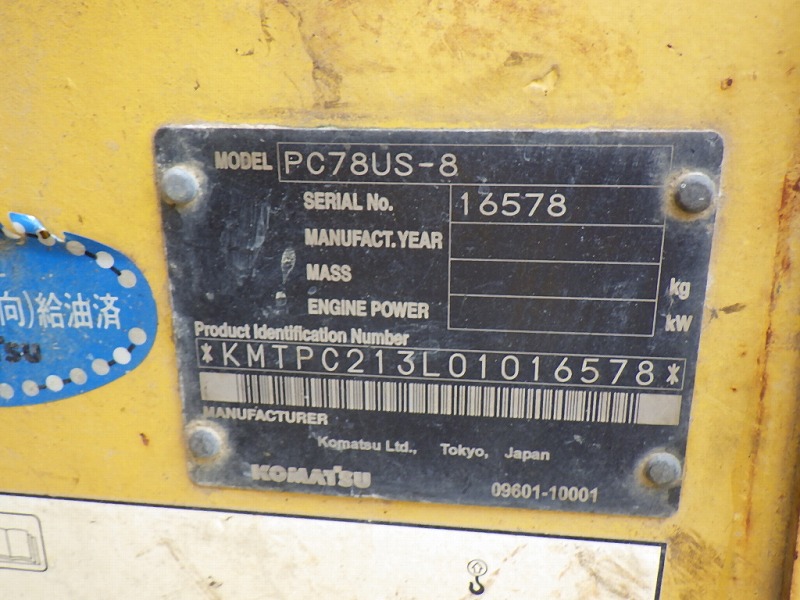 MODEL PC78US-8
SERIAL No. 16578
MANUFACT.YEAR
MASS kg
ENGINE POWER kW
Product Identification Number
*KMTPC213L01016578*
MANUFACTURER
Komatsu Ltd., Tokyo, Japan
KOMATSU
09601-10001
向)給油済